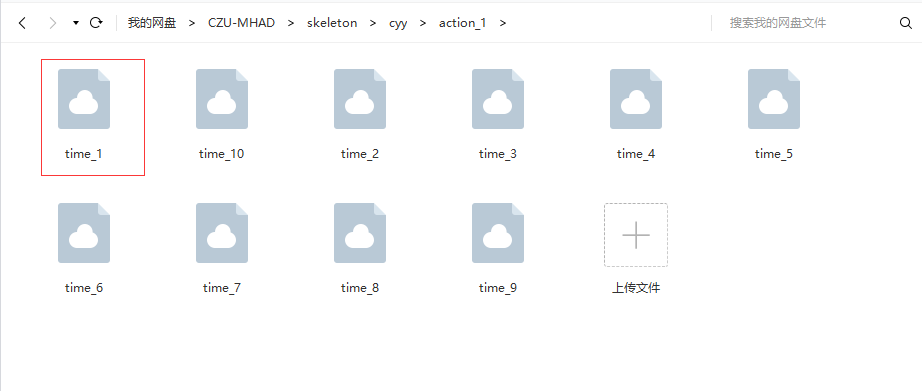 我的网盘 > CZU-MHAD > skeleton > cyy > action_1 >
搜索我的网盘文件
time_1
time_10
time_2
time_3
time_4
time_5
time_6
time_7
time_8
time_9
上传文件